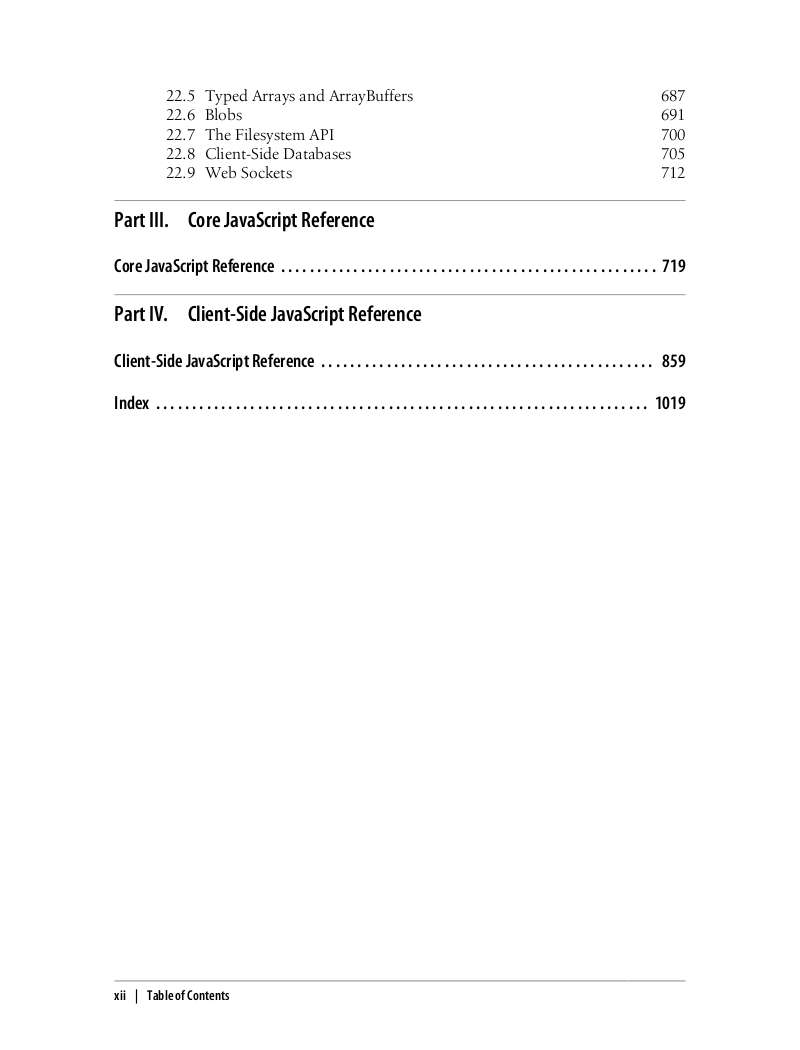 22.5 Typed Arrays and ArrayBuffers 687
22.6 Blobs 691
22.7 The Filesystem API 700
22.8 Client-Side Databases 705
22.9 Web Sockets 712
Part III. Core JavaScript Reference
Core JavaScript Reference . . . . . . . . . . . . . . . . . . . . . . . . . . . . . . . . . . . . . . . . . . . . . . . . . . . . 719
Part IV. Client-Side JavaScript Reference
Client-Side JavaScript Reference . . . . . . . . . . . . . . . . . . . . . . . . . . . . . . . . . . . . . . . . . . . . . . 859
Index . . . . . . . . . . . . . . . . . . . . . . . . . . . . . . . . . . . . . . . . . . . . . . . . . . . . . . . . . . . . . . . . . . . . 1019
xii | Table of Contents